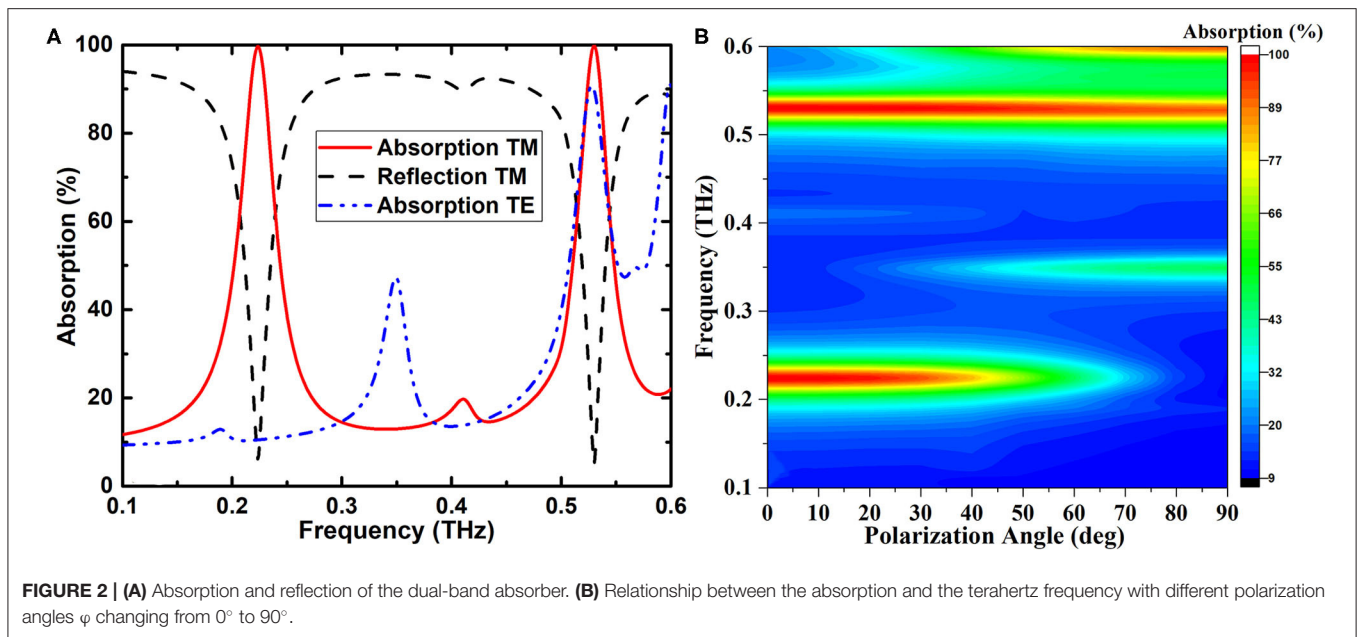 A
B
Absorption (%)
100
80
60
40
20
0
Absorption (%)
Absorption TM
Reflection TM
Absorption TE
0.1 0.2 0.3 0.4 0.5 0.6
Frequency (THz)
0.6
0.5
0.4
0.3
0.2
0.1
Frequency (THz)
0 10 20 30 40 50 60 70 80 90
Polarization Angle (deg)
100
89
77
66
55
43
32
20
9
FIGURE 2 | (A) Absorption and reflection of the dual-band absorber. (B) Relationship between the absorption and the terahertz frequency with different polarization
angles φ changing from 0° to 90°.